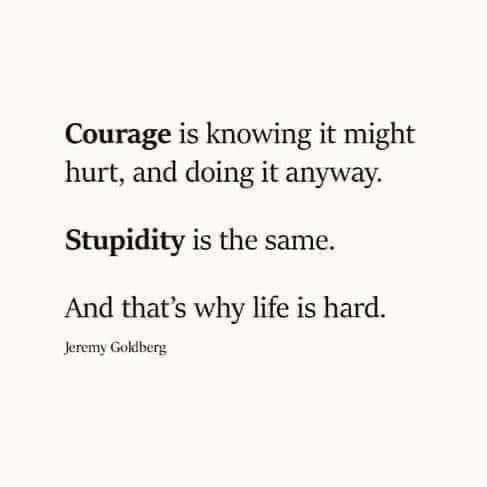 Courage is knowing it might
hurt, and doing it anyway.
Stupidity is the same.
And that’s why life is hard.
Jeremy Goldberg